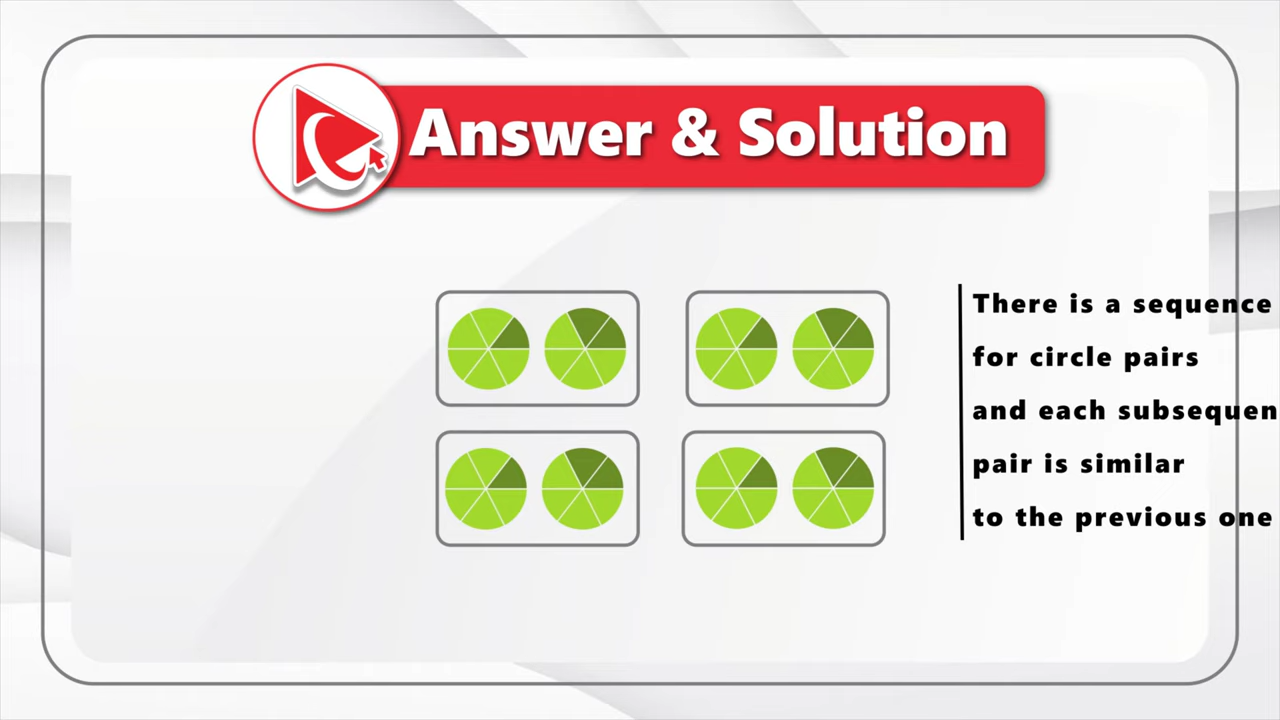 Answer & Solution
There is a sequence
for circle pairs
and each subsequen
pair is similar
to the previous one